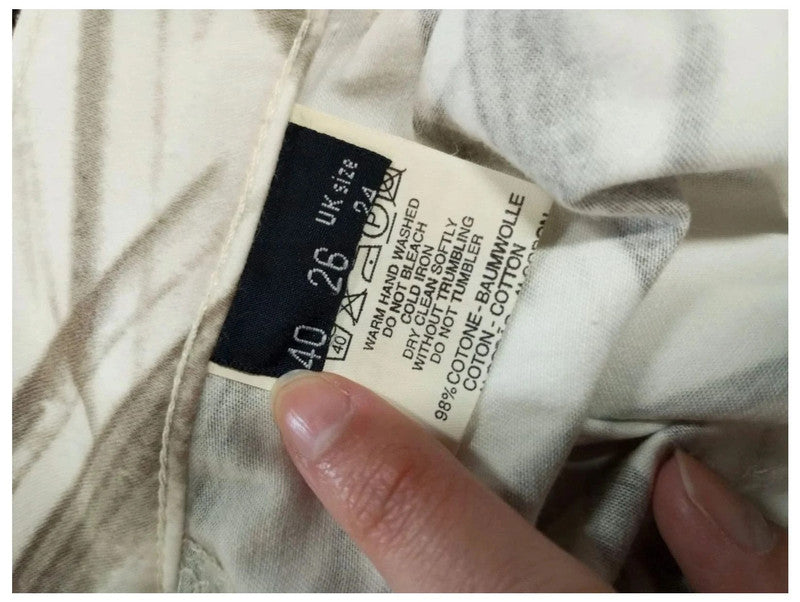 40 26 UK size 24
40
WARM HAND WASHED
DO NOT BLEACH
COLD IRON
DRY CLEAN SOFTLY
WITHOUT TRUMBLING
DO NOT TUMBLER
98% COTONE - BAUMWOLLE
COTON - COTTON